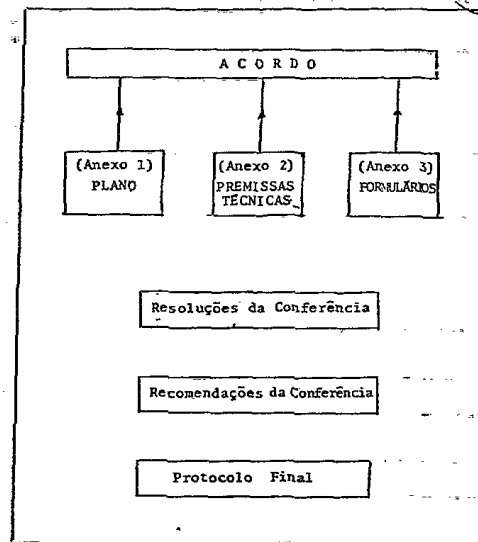 A C O R D O
(Anexo 1) (Anexo 2) (Anexo 3)
PLANO PREMISSAS FORMULÁRIOS
TÉCNICAS
Resoluções da Conferência
Recomendações da Conferência
Protocolo Final